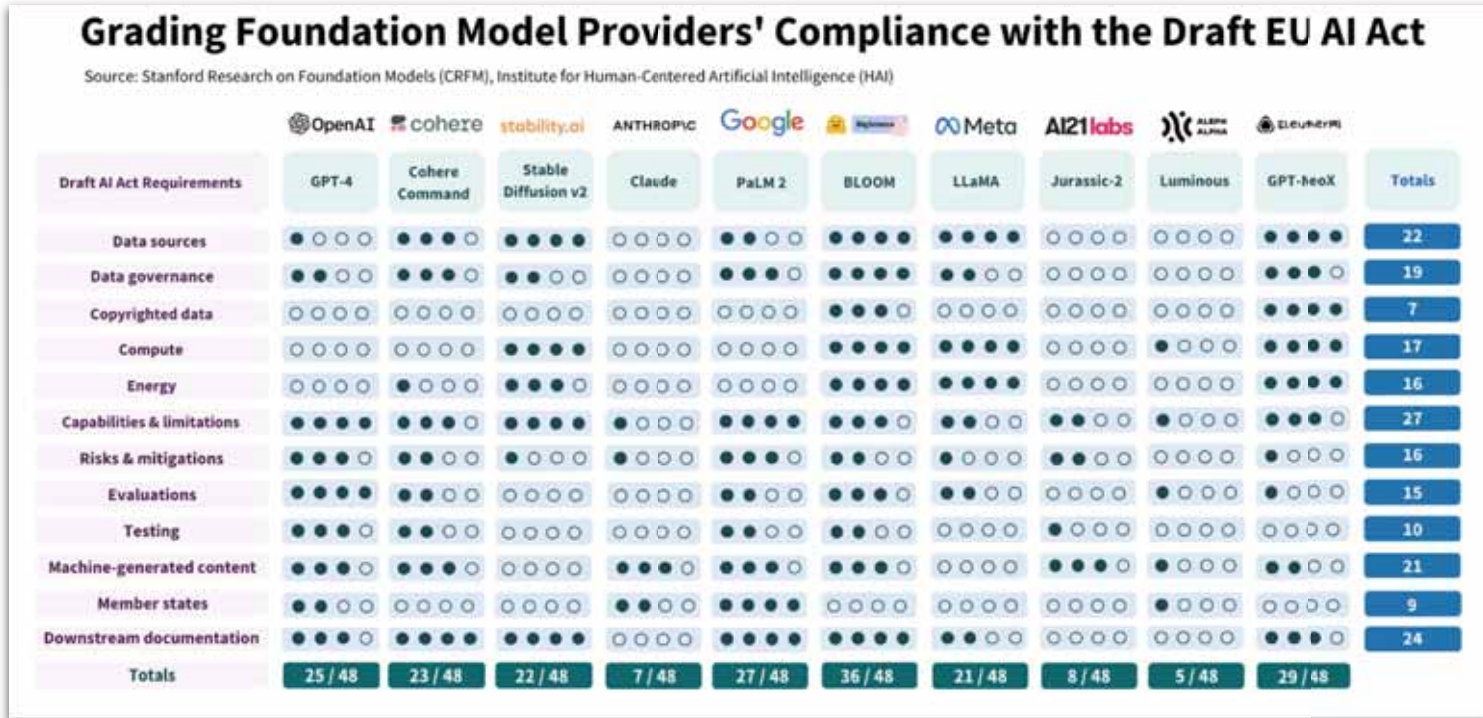 Grading Foundation Model Providers' Compliance with the Draft EU AI Act
Source: Stanford Research on Foundation Models (CRFM), Institute for Human-Centered Artificial Intelligence (HAI)
OpenAI cohere stability.ai ANTHROP\C Google BigScience Meta AI21labs ALEPH ALPHA EleutherAI
Draft AI Act Requirements GPT-4 Cohere Command Stable Diffusion v2 Claude PaLM 2 BLOOM LLaMA Jurassic-2 Luminous GPT-NeoX Totals
Data sources 22
Data governance 19
Copyrighted data 7
Compute 17
Energy 16
Capabilities & limitations 27
Risks & mitigations 16
Evaluations 15
Testing 10
Machine-generated content 21
Member states 9
Downstream documentation 24
Totals 25 / 48 23 / 48 22 / 48 7 / 48 27 / 48 36 / 48 21 / 48 8 / 48 5 / 48 29 / 48